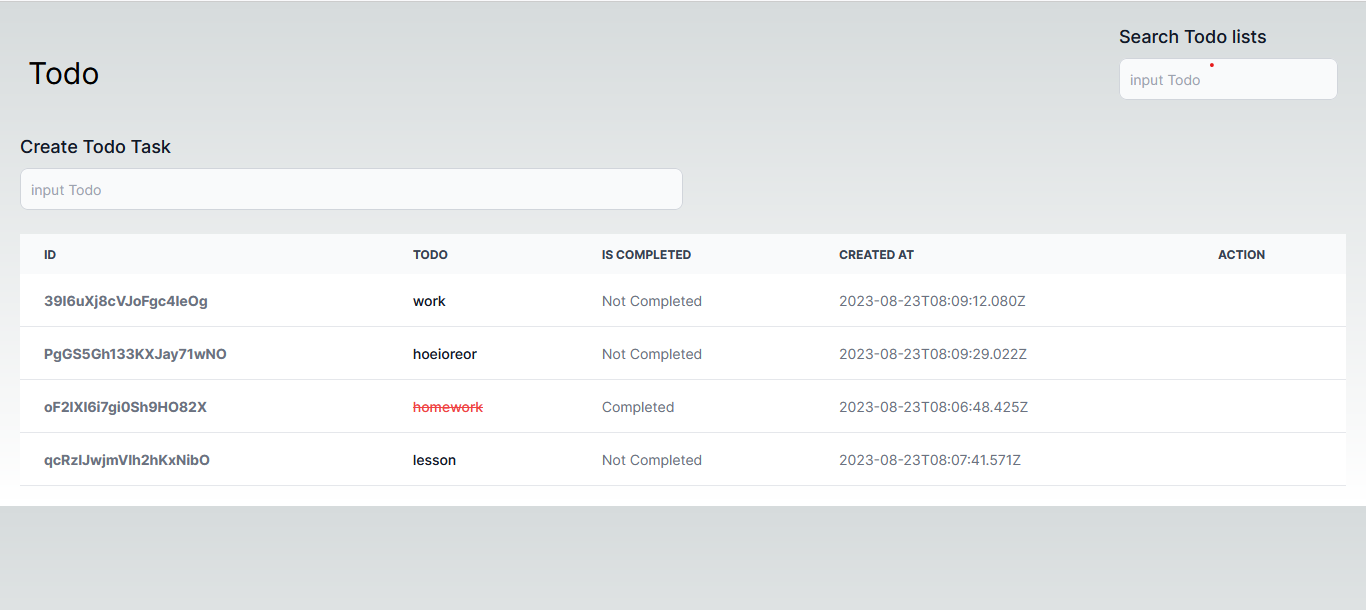 Search Todo lists
Todo
input Todo
Create Todo Task
input Todo
ID TODO IS COMPLETED CREATED AT ACTION
39I6uXj8cVJoFgc4IeOg work Not Completed 2023-08-23T08:09:12.080Z
PgGS5Gh133KXJay71wNO hoeioreor Not Completed 2023-08-23T08:09:29.022Z
oF2IXI6i7gi0Sh9HO82X homework Completed 2023-08-23T08:06:48.425Z
qcRzIJwjmVIh2hKxNibO lesson Not Completed 2023-08-23T08:07:41.571Z